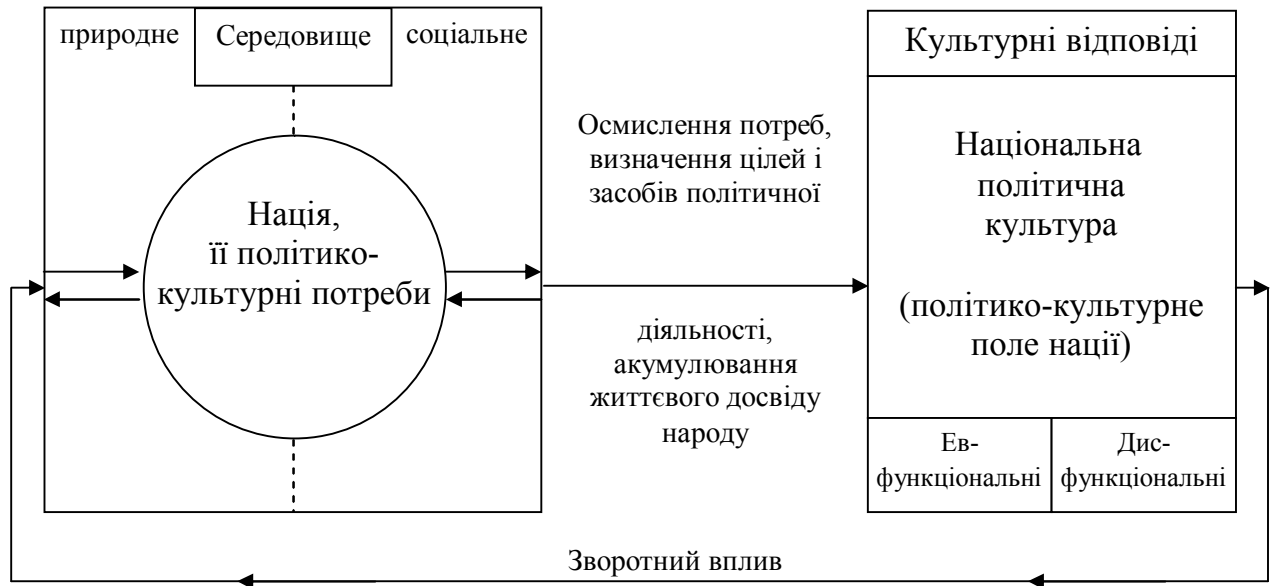 природне
Середовище
соціальне
Нація,
її політико-
культурні потреби
Осмислення потреб,
визначення цілей і
засобів політичної
діяльності,
акумулювання
життєвого досвіду
народу
Культурні відповіді
Національна
політична
культура
(політико-культурне
поле нації)
Ев-
функціональні
Дис-
функціональні
Зворотний вплив